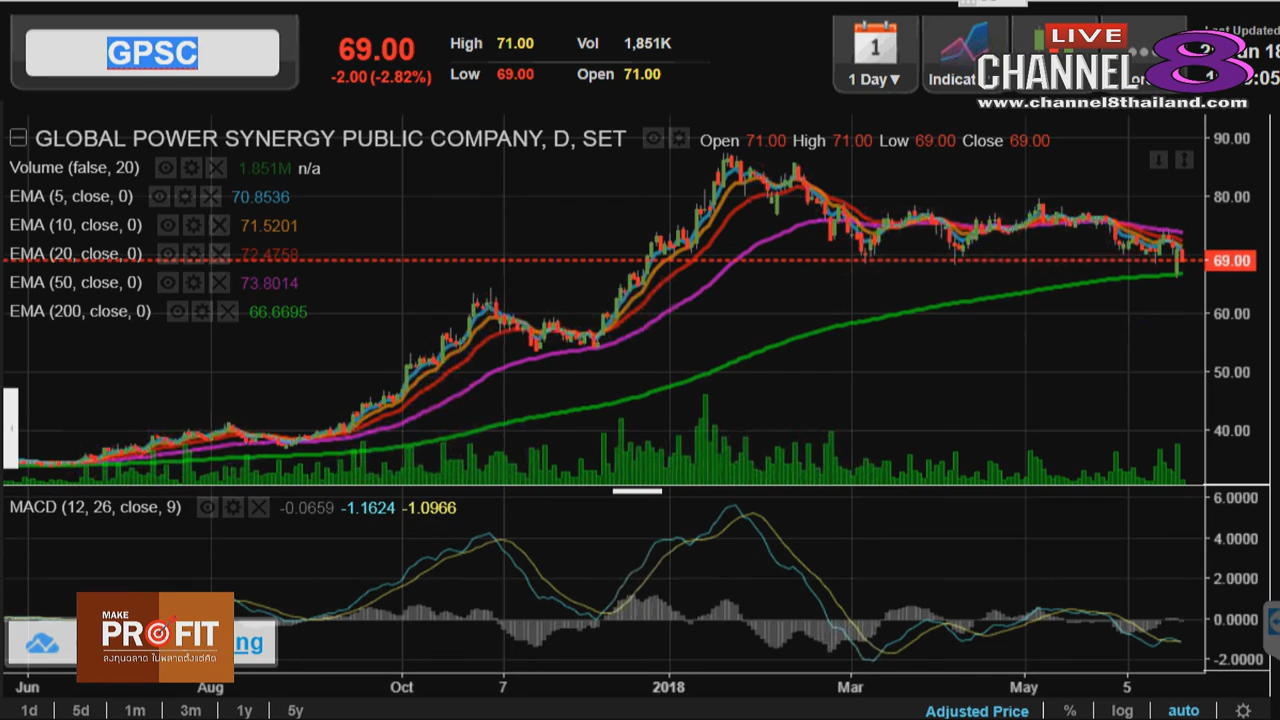 GPSC
69.00
-2.00 (-2.82%)
High 71.00 Vol 1,851K
Low 69.00 Open 71.00
1
1 Day▼
Indicat
LIVE
CHANNEL 8
www.channel8thailand.com
Last Updated
GLOBAL POWER SYNERGY PUBLIC COMPANY, D, SET
Open 71.00 High 71.00 Low 69.00 Close 69.00
Volume (false, 20) 1.851M n/a
EMA (5, close, 0) 70.8536
EMA (10, close, 0) 71.5201
EMA (20, close, 0) 72.4758
EMA (50, close, 0) 73.8014
EMA (200, close, 0) 66.6695
90.00
80.00
69.00
60.00
50.00
40.00
MACD (12, 26, close, 9) -0.0659 -1.1624 -1.0966
6.0000
4.0000
2.0000
0.0000
-2.0000
MAKE
PROFIT
ลงทุนฉลาด ไม่พลาดตั้งแต่คิด
ng
Jun Aug Oct 7 2018 Mar May 5
1d 5d 1m 3m 1y 5y
Adjusted Price % log auto